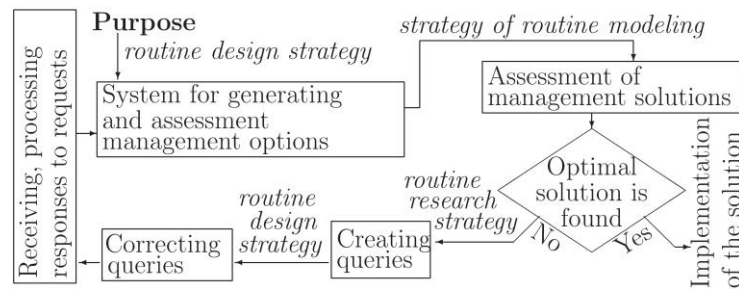 Purpose
routine design strategy
strategy of routine modeling
Receiving, processing
responses to requests
System for generating
and assessment
management options
Assessment of
management solutions
Optimal
solution is
found
No
Yes
Implementation
of the solution
routine
research
strategy
Creating
queries
routine
design
strategy
Correcting
queries